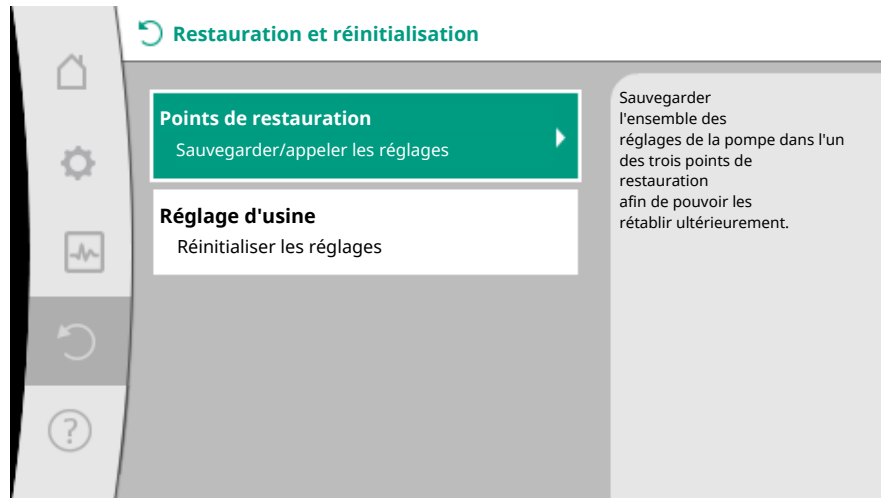 Restauration et réinitialisation
Points de restauration
Sauvegarder/appeler les réglages
Réglage d'usine
Réinitialiser les réglages
Sauvegarder
l'ensemble des
réglages de la pompe dans l'un
des trois points de
restauration
afin de pouvoir les
rétablir ultérieurement.
?